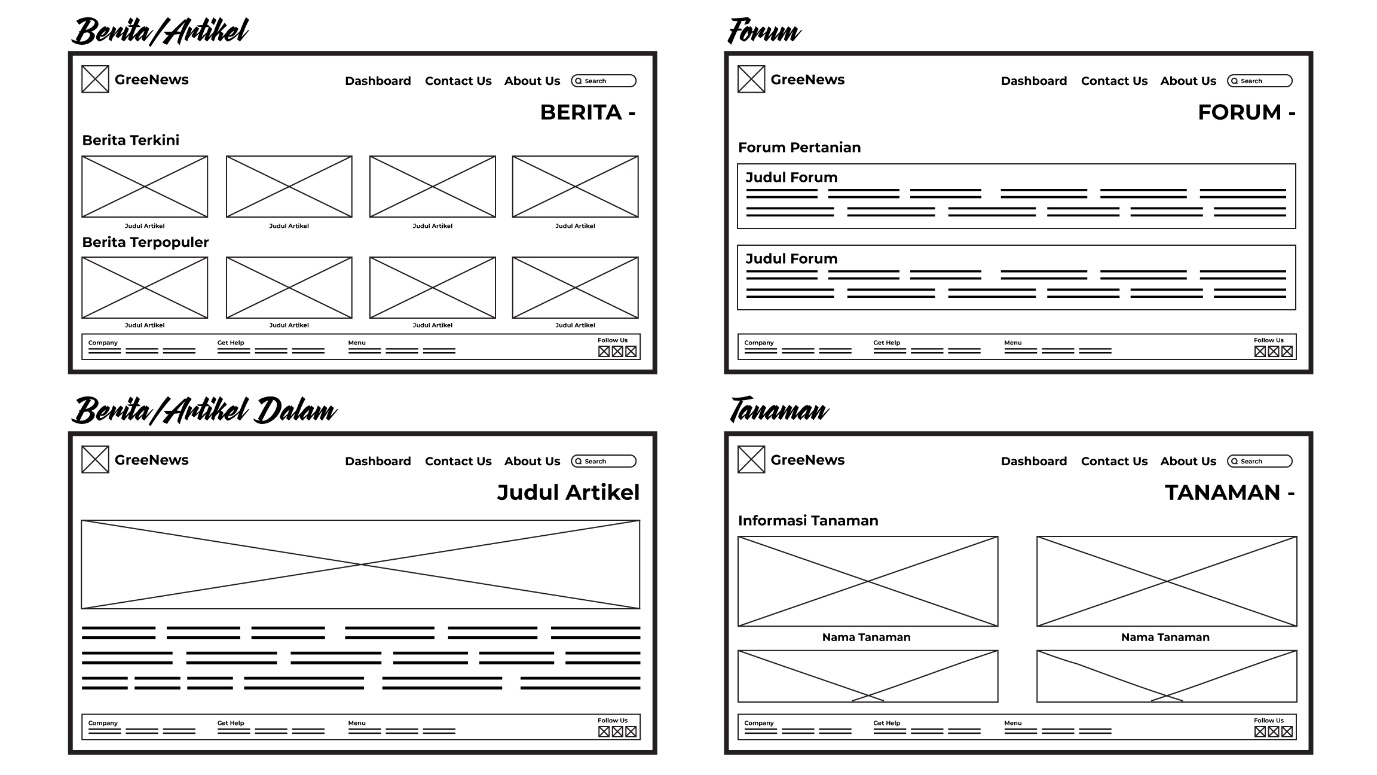 Berita/Artikel
GreeNews
Dashboard Contact Us About Us Search
BERITA -
Berita Terkini
Judul Artikel Judul Artikel Judul Artikel Judul Artikel
Berita Terpopuler
Judul Artikel Judul Artikel Judul Artikel Judul Artikel
Company Get Help Menu Follow Us
Forum
GreeNews
Dashboard Contact Us About Us Search
FORUM -
Forum Pertanian
Judul Forum
Judul Forum
Company Get Help Menu Follow Us
Berita/Artikel Dalam
GreeNews
Dashboard Contact Us About Us Search
Judul Artikel
Company Get Help Menu Follow Us
Tanaman
GreeNews
Dashboard Contact Us About Us Search
TANAMAN -
Informasi Tanaman
Nama Tanaman Nama Tanaman
Company Get Help Menu Follow Us